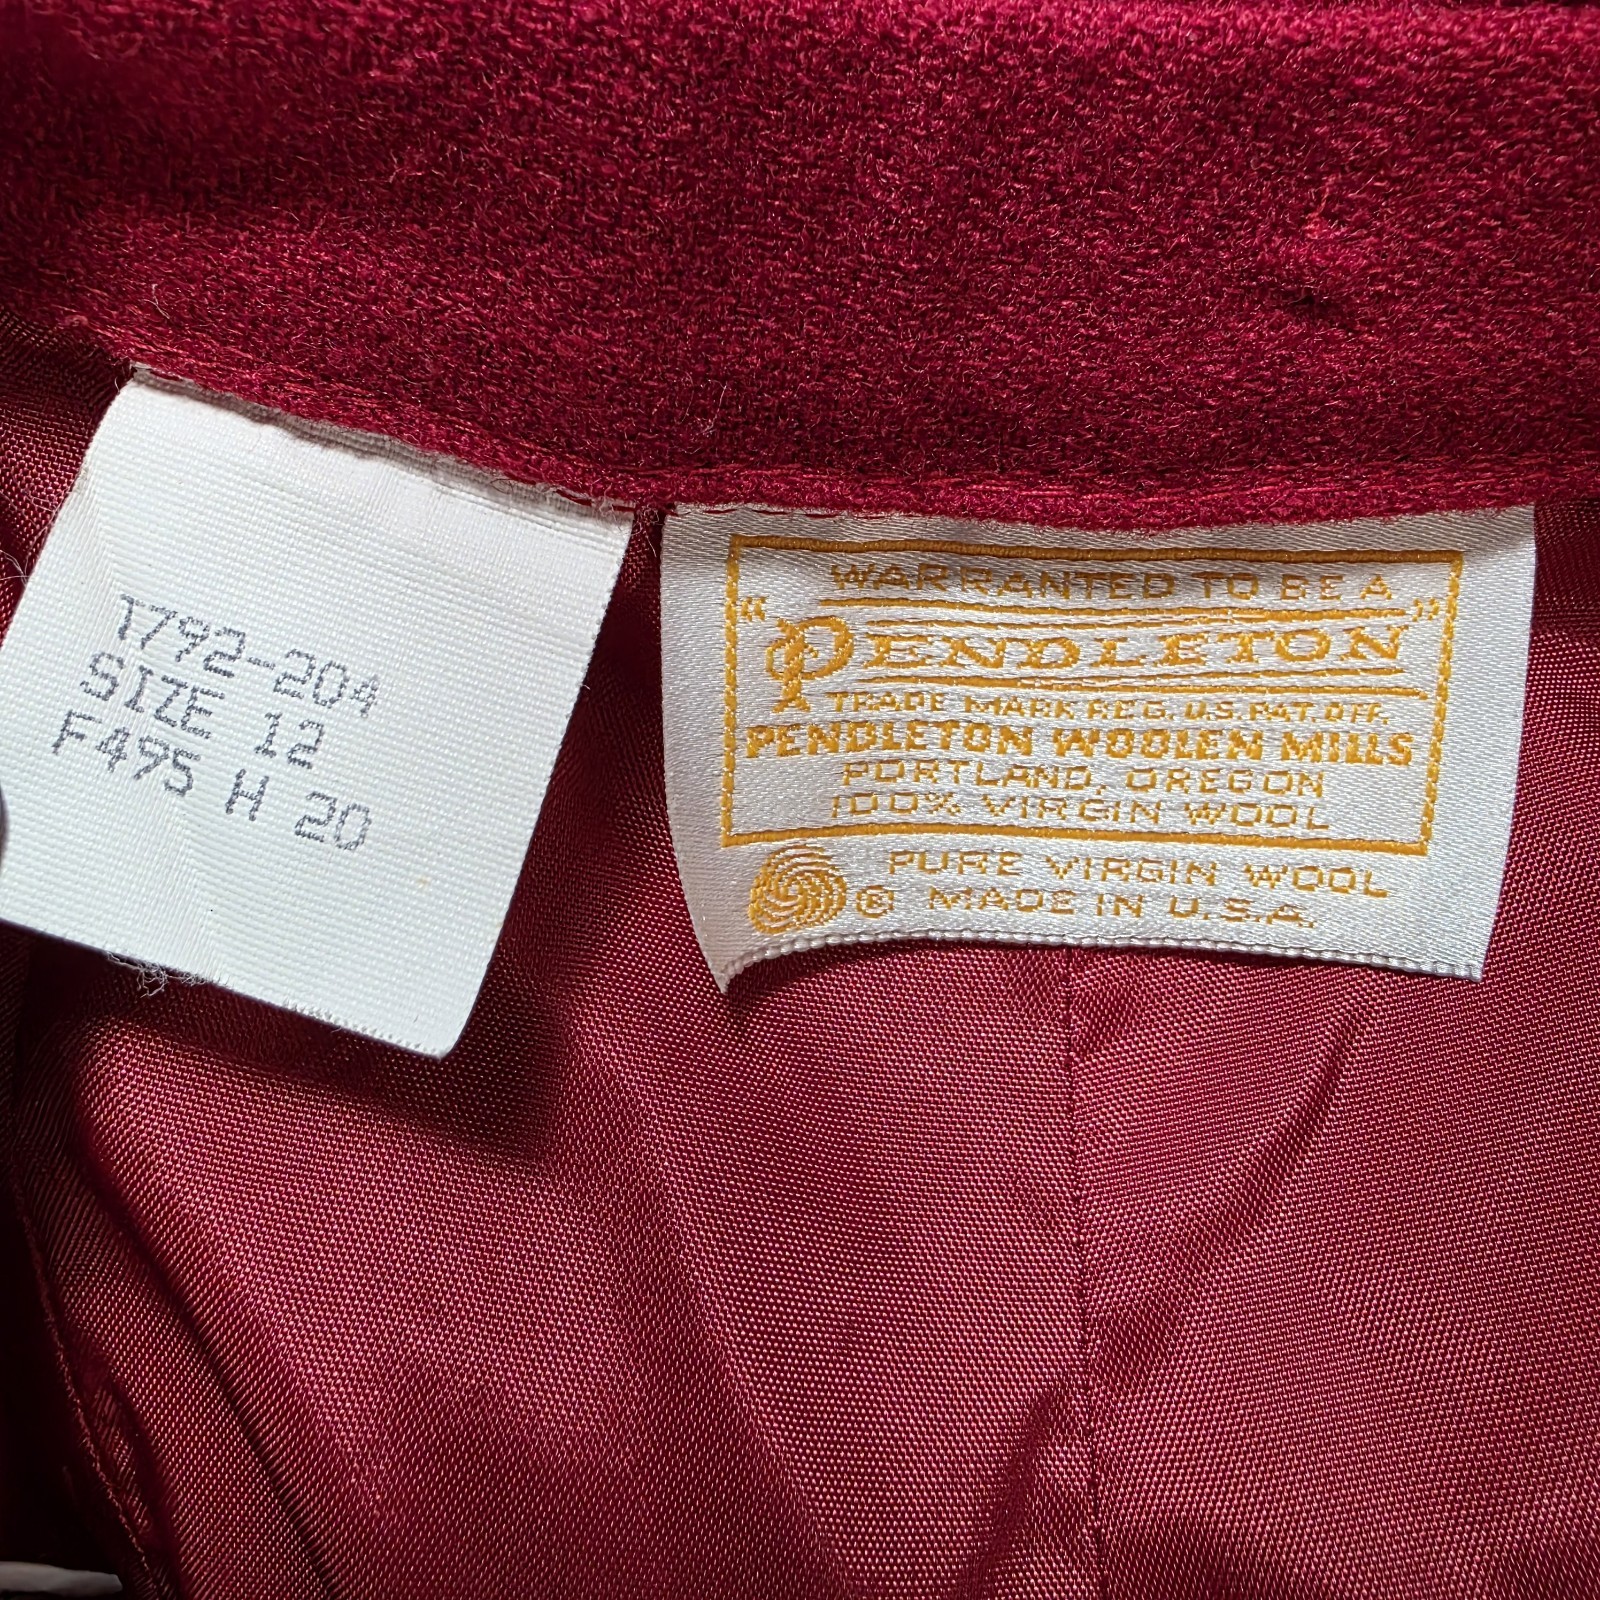 1792-204
SIZE 12
F495 H 20
WARRANTED TO BE A
"PENDLETON"
TRADE MARK REG. U.S. PAT. OFF.
PENDLETON WOOLEN MILLS
PORTLAND, OREGON
100% VIRGIN WOOL
PURE VIRGIN WOOL
® MADE IN U.S.A.